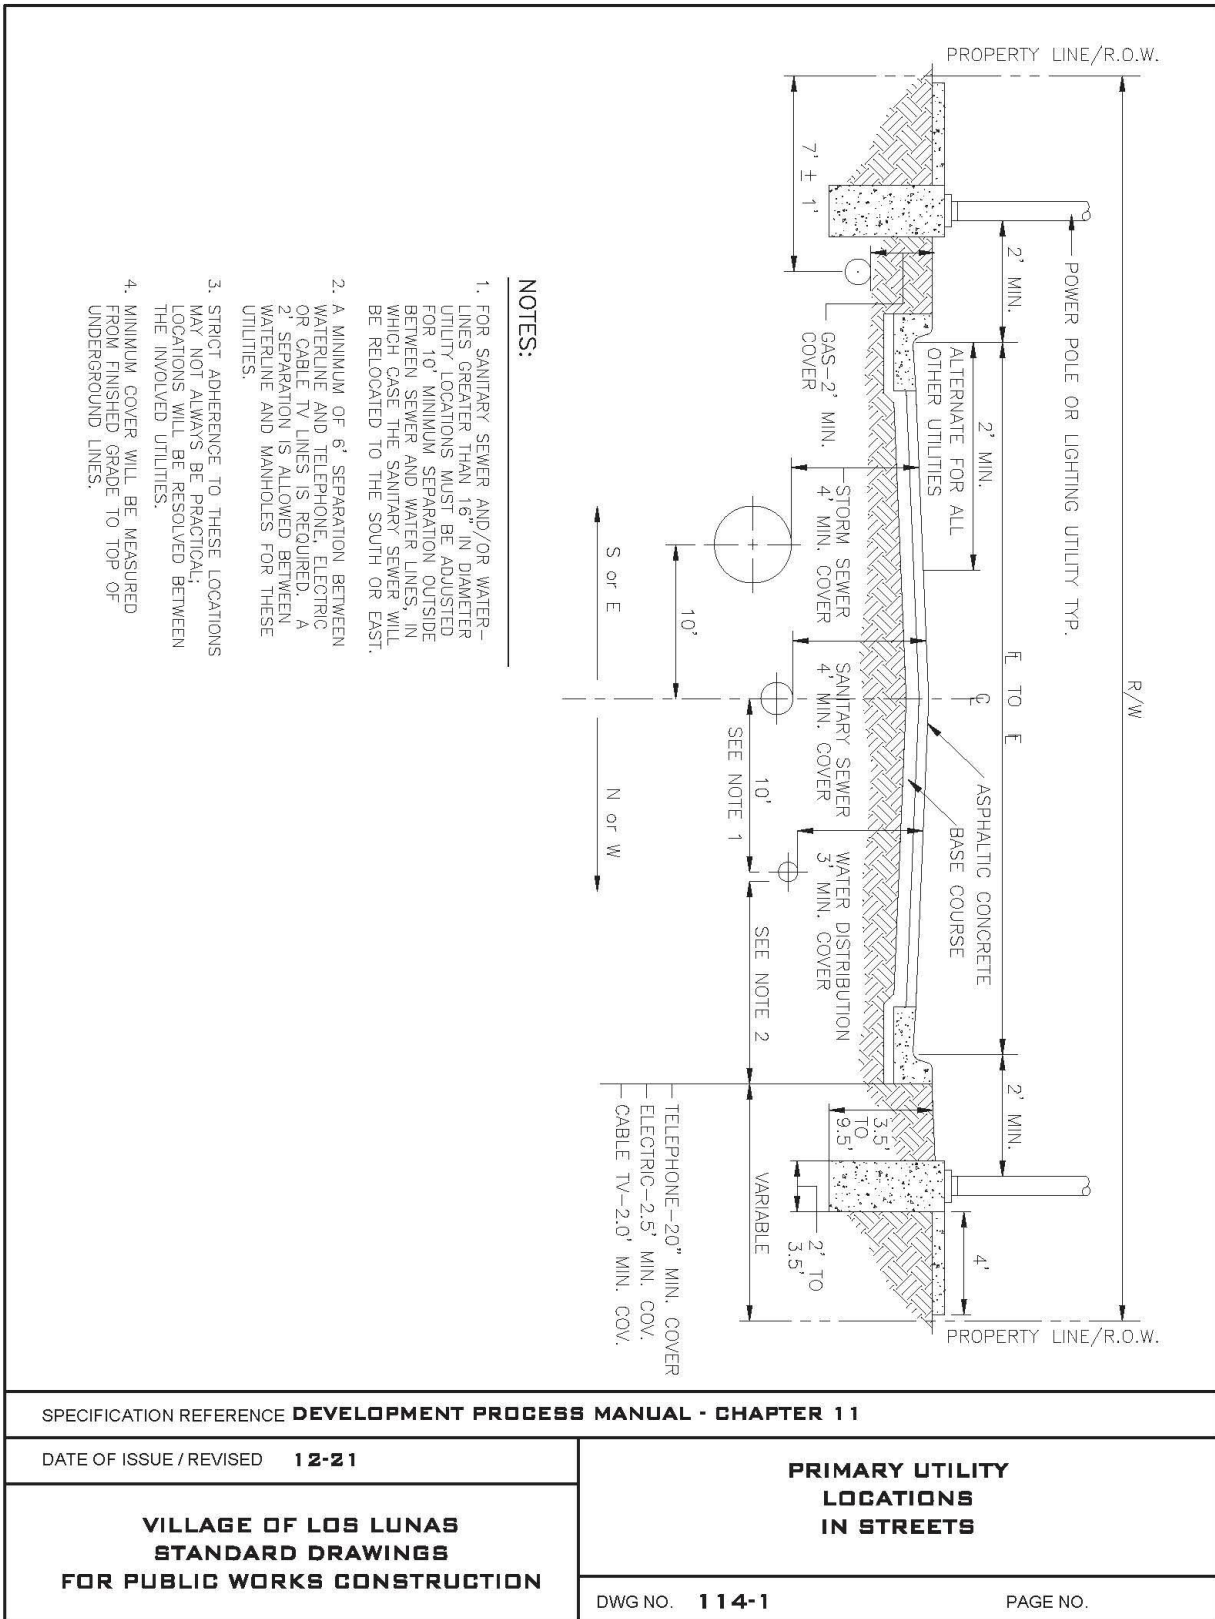 PROPERTY LINE/R.O.W.
R/W
POWER POLE OR LIGHTING UTILITY TYP.
2' MIN.
FL TO FL
2' MIN.
2' MIN.
ALTERNATE FOR ALL
OTHER UTILITIES
CL
ASPHALTIC CONCRETE
BASE COURSE
7' ± 1'
GAS-2' MIN.
COVER
STORM SEWER
4' MIN. COVER
SANITARY SEWER
4' MIN. COVER
WATER DISTRIBUTION
3' MIN. COVER
3.5'
TO
9.5'
2' TO
3.5'
4'
PROPERTY LINE/R.O.W.
10'
10'
SEE NOTE 1
SEE NOTE 2
VARIABLE
S or E
N or W
TELEPHONE-20" MIN. COVER
ELECTRIC-2.5' MIN. COV.
CABLE TV-2.0' MIN. COV.
NOTES:
1. FOR SANITARY SEWER AND/OR WATER-
LINES GREATER THAN 16" IN DIAMETER
UTILITY LOCATIONS MUST BE ADJUSTED
FOR 10' MINIMUM SEPARATION OUTSIDE
BETWEEN SEWER AND WATER LINES, IN
WHICH CASE THE SANITARY SEWER WILL
BE RELOCATED TO THE SOUTH OR EAST.
2. A MINIMUM OF 6' SEPARATION BETWEEN
WATERLINE AND TELEPHONE, ELECTRIC
OR CABLE TV LINES IS REQUIRED. A
2' SEPARATION IS ALLOWED BETWEEN
WATERLINE AND MANHOLES FOR THESE
UTILITIES.
3. STRICT ADHERENCE TO THESE LOCATIONS
MAY NOT ALWAYS BE PRACTICAL;
LOCATIONS WILL BE RESOLVED BETWEEN
THE INVOLVED UTILITIES.
4. MINIMUM COVER WILL BE MEASURED
FROM FINISHED GRADE TO TOP OF
UNDERGROUND LINES.
SPECIFICATION REFERENCE DEVELOPMENT PROCESS MANUAL - CHAPTER 11
DATE OF ISSUE / REVISED 12-21
VILLAGE OF LOS LUNAS
STANDARD DRAWINGS
FOR PUBLIC WORKS CONSTRUCTION
PRIMARY UTILITY
LOCATIONS
IN STREETS
DWG NO. 114-1 PAGE NO.